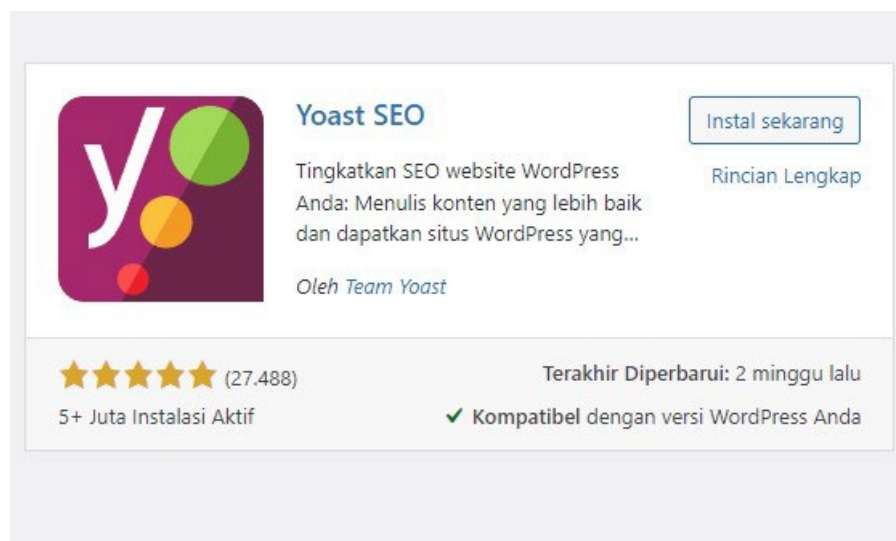 y
Yoast SEO
Instal sekarang
Tingkatkan SEO website WordPress
Anda: Menulis konten yang lebih baik
dan dapatkan situs WordPress yang...
Rincian Lengkap
Oleh Team Yoast
(27.488)
Terakhir Diperbarui: 2 minggu lalu
5+ Juta Instalasi Aktif
Kompatibel dengan versi WordPress Anda